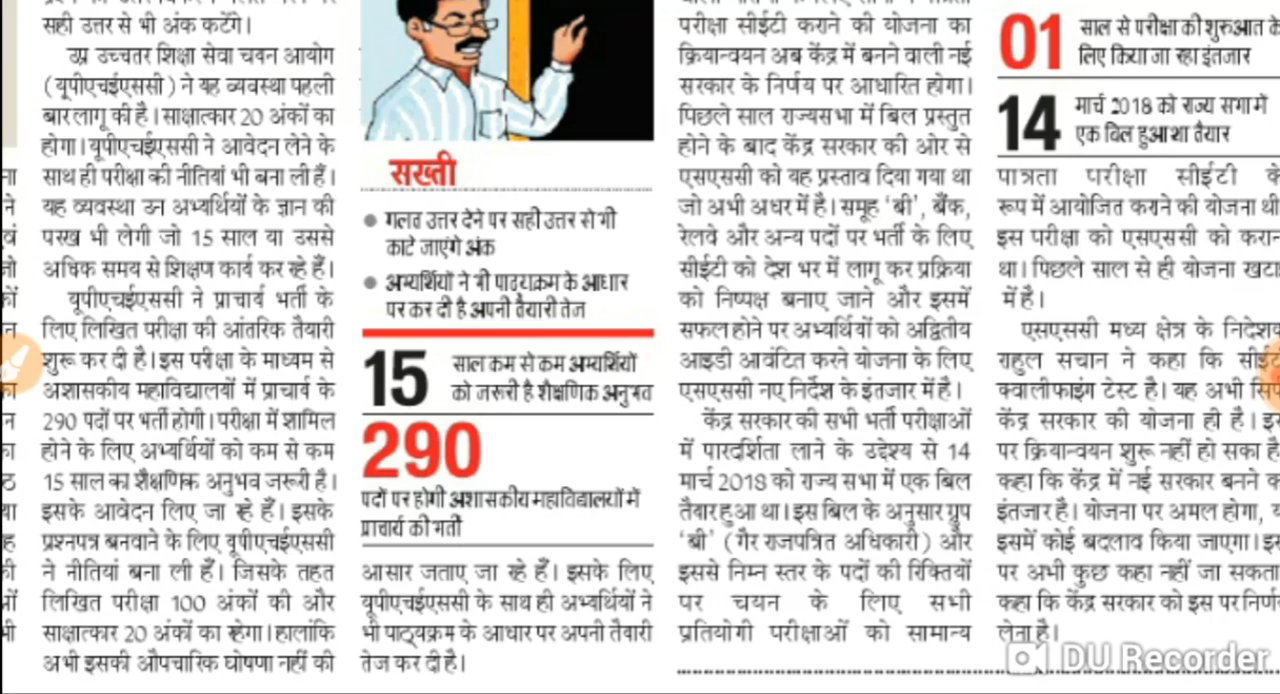 सही उत्तर से भी अंक कटेंगे।
उप्र उच्चतर शिक्षा सेवा चयन आयोग
(यूपीएचईएससी) ने यह व्यवस्था पहली
बार लागू की है। साक्षात्कार 20 अंकों का
होगा। यूपीएचईएससी ने आवेदन लेने के
साथ ही परीक्षा की नीतियां भी बना ली हैं।
यह व्यवस्था उन अभ्यर्थियों के ज्ञान की
परख भी लेगी जो 15 साल या उससे
अधिक समय से शिक्षण कार्य कर रहे हैं।
यूपीएचईएससी ने प्राचार्य भर्ती के
लिए लिखित परीक्षा की आंतरिक तैयारी
शुरू कर दी है। इस परीक्षा के माध्यम से
अशासकीय महाविद्यालयों में प्राचार्य के
290 पदों पर भर्ती होगी। परीक्षा में शामिल
होने के लिए अभ्यर्थियों को कम से कम
15 साल का शैक्षणिक अनुभव जरूरी है।
इसके आवेदन लिए जा रहे हैं। इसके
प्रश्नपत्र बनवाने के लिए यूपीएचईएससी
ने नीतियां बना ली हैं। जिसके तहत
लिखित परीक्षा 100 अंकों की और
साक्षात्कार 20 अंकों का रहेगा। हालांकि
अभी इसकी औपचारिक घोषणा नहीं की
सख्ती
● गलत उत्तर देने पर सही उत्तर से भी
काटे जाएंगे अंक
● अभ्यर्थियों ने भी पाठ्यक्रम के आधार
पर कर दी है अपनी तैयारी तेज
15 साल कम से कम अभ्यर्थियों
को जरूरी है शैक्षणिक अनुभव
290
पदों पर होगी अशासकीय महाविद्यालयों में
प्राचार्य की भर्ती
आसार जताए जा रहे हैं। इसके लिए
यूपीएचईएससी के साथ ही अभ्यर्थियों ने
भी पाठ्यक्रम के आधार पर अपनी तैयारी
तेज कर दी है।
परीक्षा सीईटी कराने की योजना का
क्रियान्वयन अब केंद्र में बनने वाली नई
सरकार के निर्णय पर आधारित होगा।
पिछले साल राज्यसभा में बिल प्रस्तुत
होने के बाद केंद्र सरकार की ओर से
एसएससी को यह प्रस्ताव दिया गया था
जो अभी अधर में है। समूह 'बी', बैंक,
रेलवे और अन्य पदों पर भर्ती के लिए
सीईटी को देश भर में लागू कर प्रक्रिया
को निष्पक्ष बनाए जाने और इसमें
सफल होने पर अभ्यर्थियों को अद्वितीय
आइडी आवंटित करने योजना के लिए
एसएससी नए निर्देश के इंतजार में है।
केंद्र सरकार की सभी भर्ती परीक्षाओं
में पारदर्शिता लाने के उद्देश्य से 14
मार्च 2018 को राज्य सभा में एक बिल
तैयार हुआ था। इस बिल के अनुसार ग्रुप
'बी' (गैर राजपत्रित अधिकारी) और
इससे निम्न स्तर के पदों की रिक्तियों
पर चयन के लिए सभी
प्रतियोगी परीक्षाओं को सामान्य
01 साल से परीक्षा की शुरुआत के
लिए किया जा रहा इंतजार
14 मार्च 2018 को राज्य सभा में
एक बिल हुआ था तैयार
पात्रता परीक्षा सीईटी के
रूप में आयोजित कराने की योजना थी
इस परीक्षा को एसएससी को
था। पिछले साल से ही योजना
में है।
एसएससी मध्य क्षेत्र के निदेशक
राहुल सचान ने कहा कि
क्वालीफाइंग टेस्ट है। यह अभी
केंद्र सरकार की योजना ही है।
पर क्रियान्वयन शुरू नहीं हो सका है
कहा कि केंद्र में नई सरकार बनने
इंतजार है। योजना पर अमल होगा,
इसमें कोई बदलाव किया जाएगा।
पर अभी कुछ कहा नहीं जा सकता
कहा कि केंद्र सरकार को इस पर
लेना है।
DU Recorder